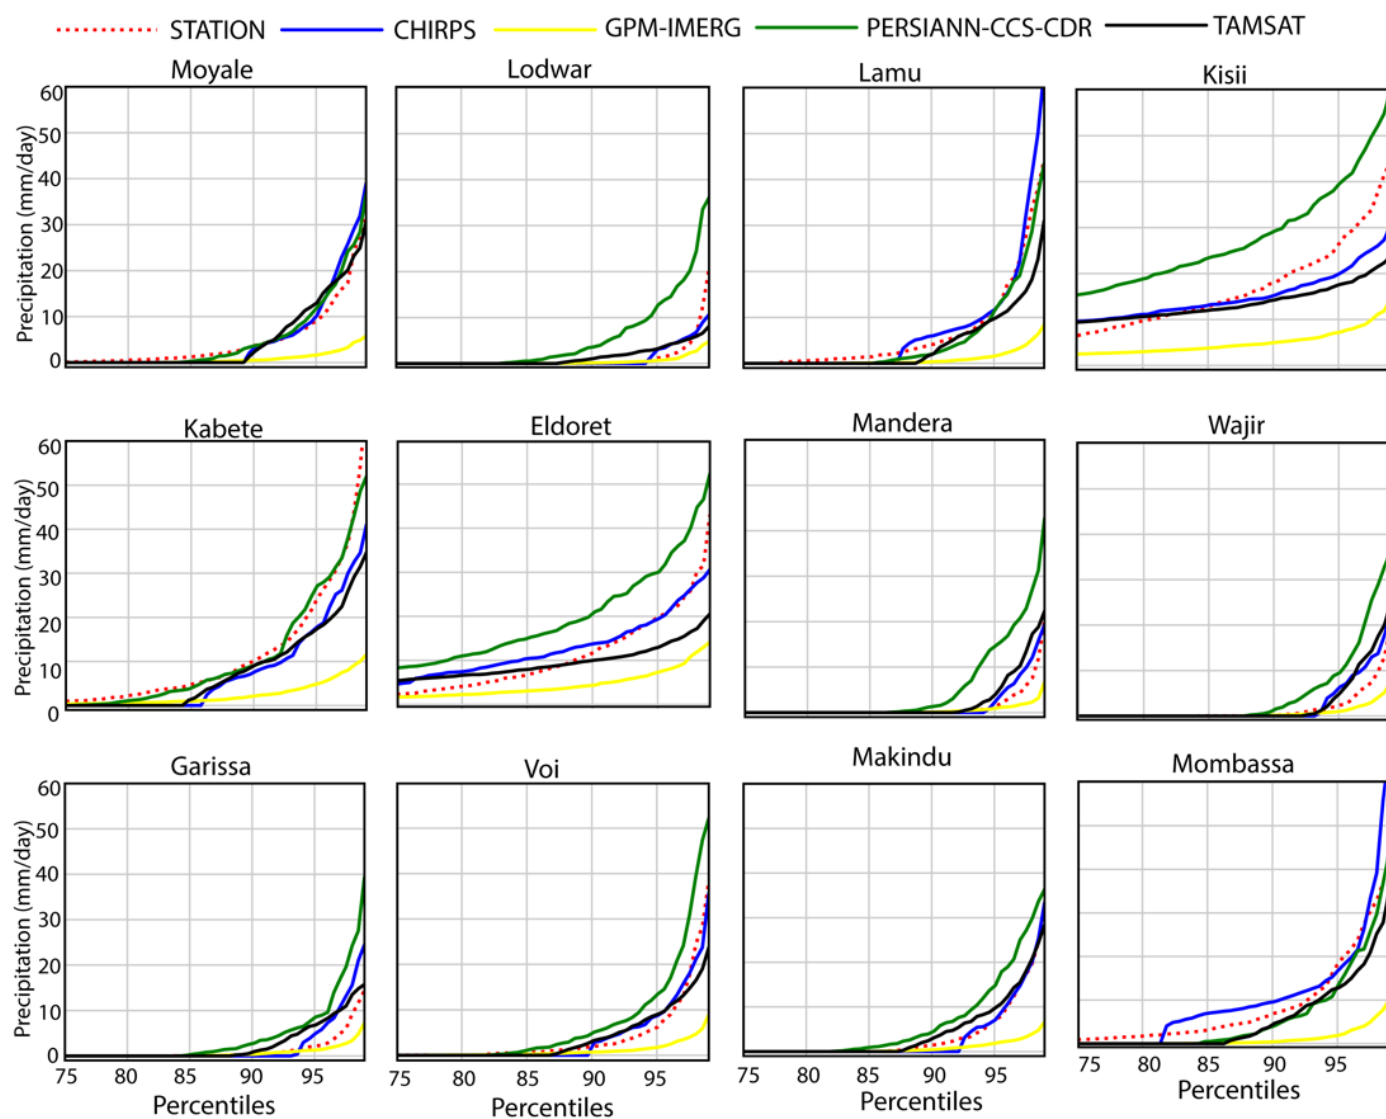 STATION CHIRPS GPM-IMERG PERSIANN-CCS-CDR TAMSAT
Moyale Lodwar Lamu Kisii
Precipitation (mm/day)
60
50
40
30
20
10
0
Kabete Eldoret Mandera Wajir
Precipitation (mm/day)
60
50
40
30
20
10
0
Garissa Voi Makindu Mombassa
Precipitation (mm/day)
60
50
40
30
20
10
0
75 80 85 90 95 75 80 85 90 95 75 80 85 90 95 75 80 85 90 95
Percentiles Percentiles Percentiles Percentiles